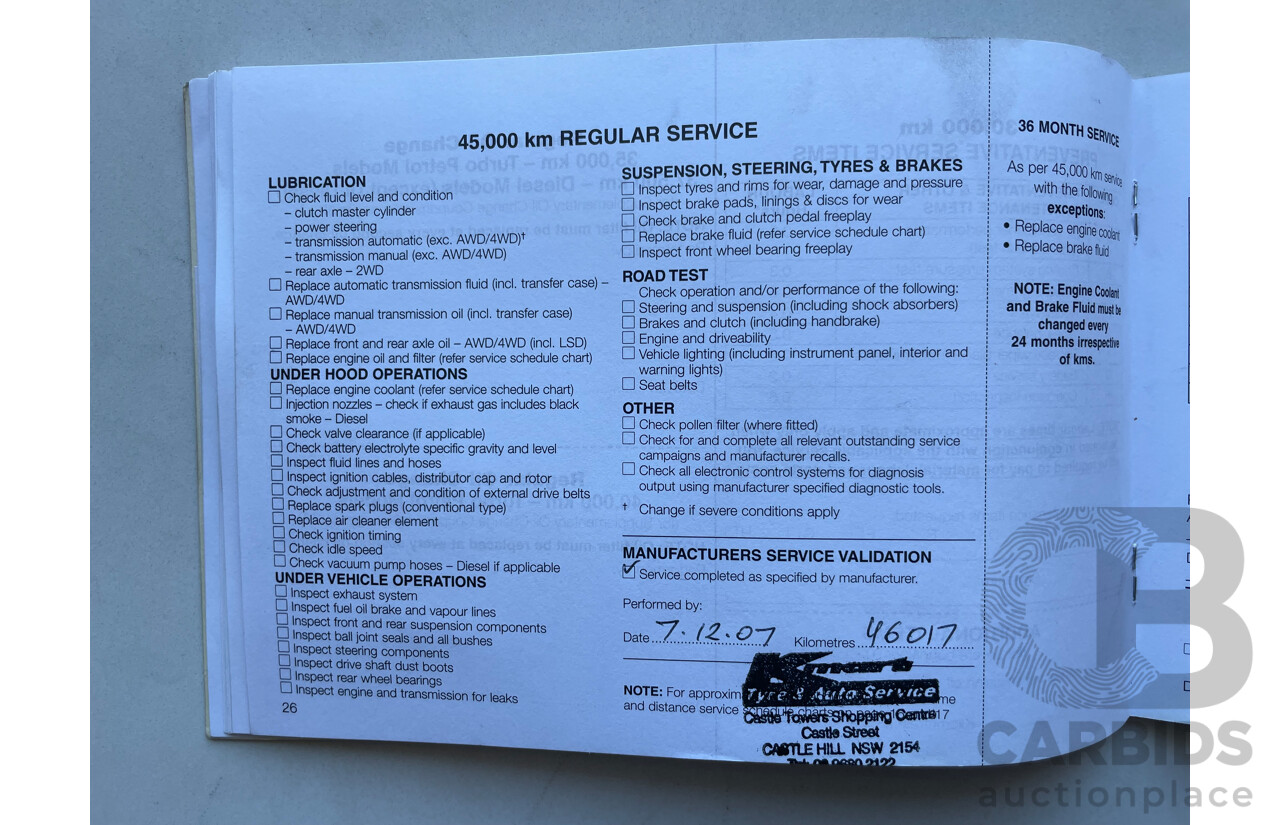 45,000 km REGULAR SERVICE
LUBRICATION
Check fluid level and condition
– clutch master cylinder
– power steering
– transmission automatic (exc. AWD/4WD)†
– transmission manual (exc. AWD/4WD)
– rear axle – 2WD
Replace automatic transmission fluid (incl. transfer case) –
AWD/4WD
Replace manual transmission oil (incl. transfer case)
– AWD/4WD
Replace front and rear axle oil – AWD/4WD (incl. LSD)
Replace engine oil and filter (refer service schedule chart)
UNDER HOOD OPERATIONS
Replace engine coolant (refer service schedule chart)
Injection nozzles – check if exhaust gas includes black
smoke – Diesel
Check valve clearance (if applicable)
Check battery electrolyte specific gravity and level
Inspect fluid lines and hoses
Inspect ignition cables, distributor cap and rotor
Check adjustment and condition of external drive belts
Replace spark plugs (conventional type)
Replace air cleaner element
Check ignition timing
Check idle speed
Check vacuum pump hoses – Diesel if applicable
UNDER VEHICLE OPERATIONS
Inspect exhaust system
Inspect fuel oil brake and vapour lines
Inspect front and rear suspension components
Inspect ball joint seals and all bushes
Inspect steering components
Inspect drive shaft dust boots
Inspect rear wheel bearings
Inspect engine and transmission for leaks
26
SUSPENSION, STEERING, TYRES & BRAKES
Inspect tyres and rims for wear, damage and pressure
Inspect brake pads, linings & discs for wear
Check brake and clutch pedal freeplay
Replace brake fluid (refer service schedule chart)
Inspect front wheel bearing freeplay
ROAD TEST
Check operation and/or performance of the following:
Steering and suspension (including shock absorbers)
Brakes and clutch (including handbrake)
Engine and driveability
Vehicle lighting (including instrument panel, interior and
warning lights)
Seat belts
OTHER
Check pollen filter (where fitted)
Check for and complete all relevant outstanding service
campaigns and manufacturer recalls.
Check all electronic control systems for diagnosis
output using manufacturer specified diagnostic tools.
† Change if severe conditions apply
MANUFACTURERS SERVICE VALIDATION
Service completed as specified by manufacturer.
Performed by:
Date 7.12.07 Kilometres 46017
NOTE: For
and distance service
Kmart
Tyre & Auto Service
Castle Towers Shopping Centre
Castle Street
CASTLE HILL NSW 2154
Tel: 02 9680 2122
36 MONTH SERVICE
As per 45,000 km service
with the following
exceptions:
• Replace engine coolant
• Replace brake fluid
NOTE: Engine Coolant
and Brake Fluid must be
changed every
24 months irrespective
of kms.
CARBIDS
auctionplace